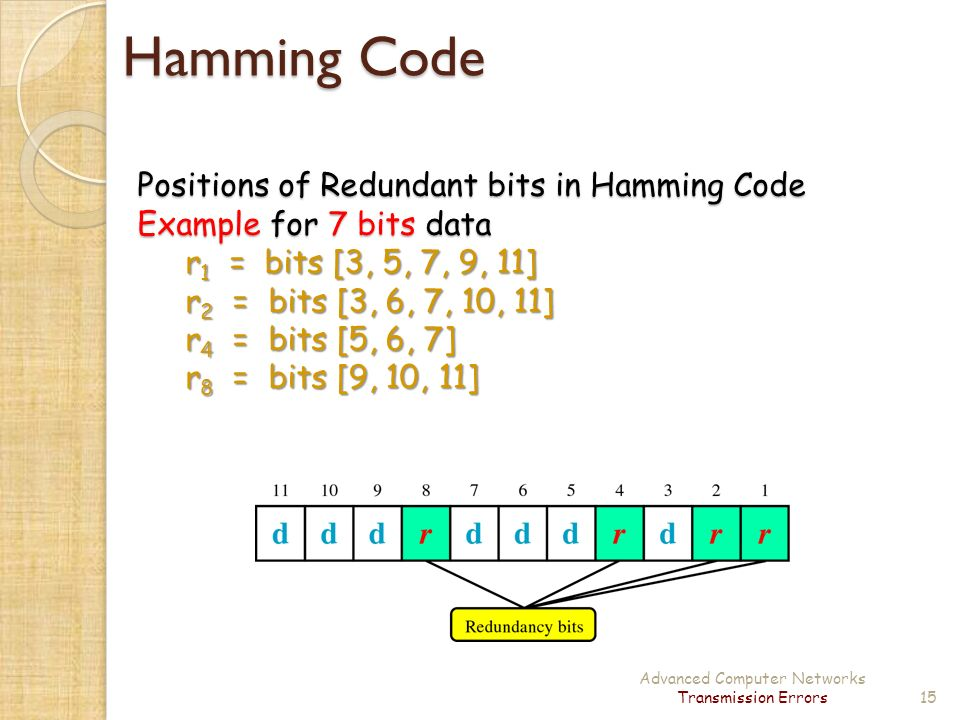 Hamming Code
Positions of Redundant bits in Hamming Code
Example for 7 bits data
r1 = bits [3, 5, 7, 9, 11]
r2 = bits [3, 6, 7, 10, 11]
r4 = bits [5, 6, 7]
r8 = bits [9, 10, 11]
11 10 9 8 7 6 5 4 3 2 1
d d d r d d d r d r r
Redundancy bits
Advanced Computer Networks
Transmission Errors 15